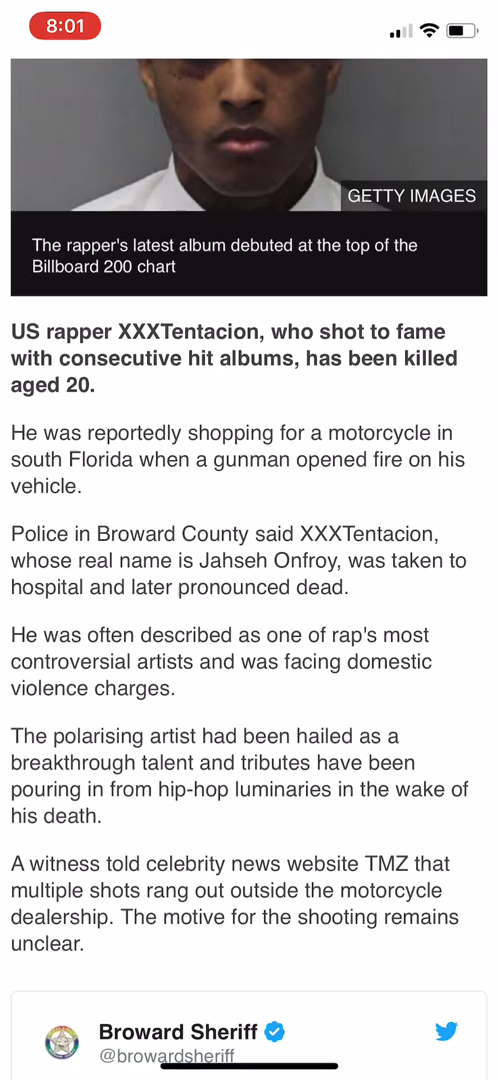 8:01
GETTY IMAGES
The rapper's latest album debuted at the top of the
Billboard 200 chart
US rapper XXXTentacion, who shot to fame
with consecutive hit albums, has been killed
aged 20.
He was reportedly shopping for a motorcycle in
south Florida when a gunman opened fire on his
vehicle.
Police in Broward County said XXXTentacion,
whose real name is Jahseh Onfroy, was taken to
hospital and later pronounced dead.
He was often described as one of rap's most
controversial artists and was facing domestic
violence charges.
The polarising artist had been hailed as a
breakthrough talent and tributes have been
pouring in from hip-hop luminaries in the wake of
his death.
A witness told celebrity news website TMZ that
multiple shots rang out outside the motorcycle
dealership. The motive for the shooting remains
unclear.
Broward Sheriff
@browardsheriff